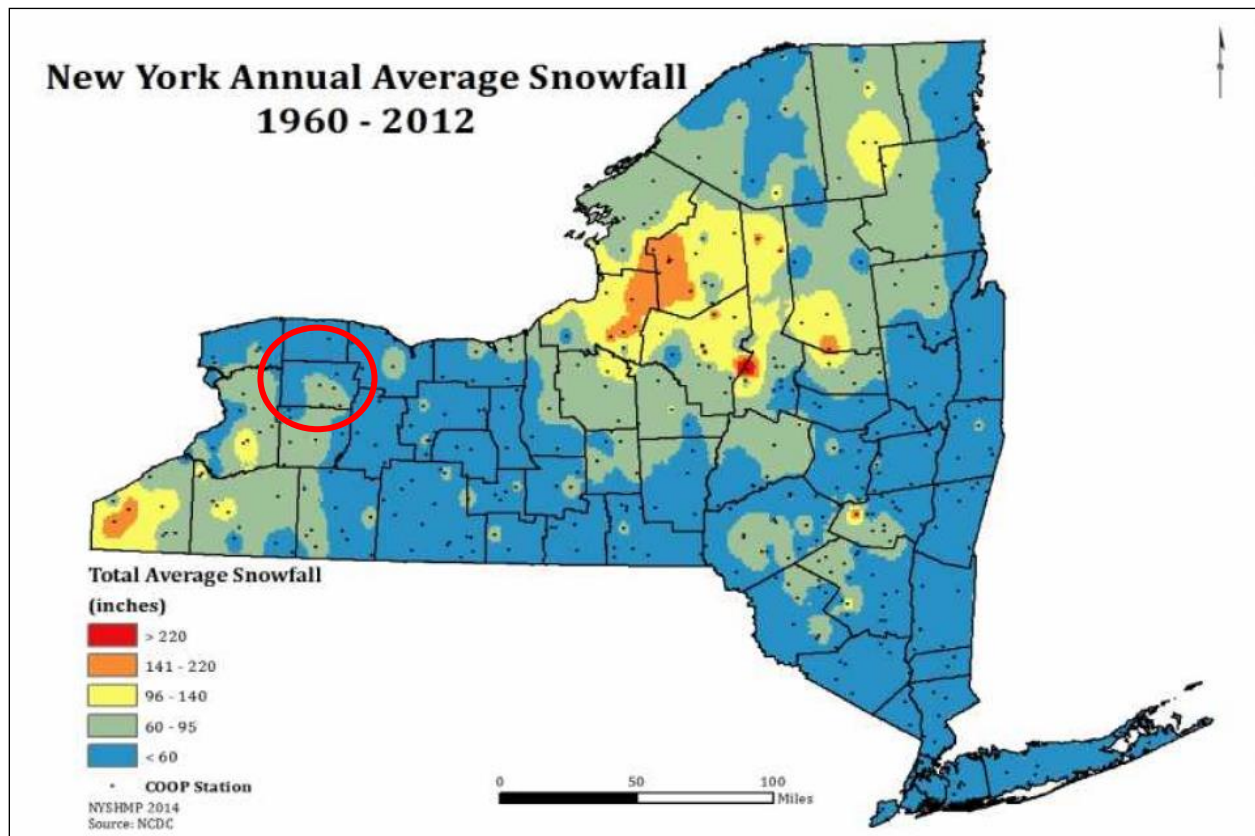 New York Annual Average Snowfall
1960 - 2012
Total Average Snowfall
(inches)
> 220
141 - 220
96 - 140
60 - 95
< 60
COOP Station
NYSHMP 2014
Source: NCDC
0 50 100
Miles